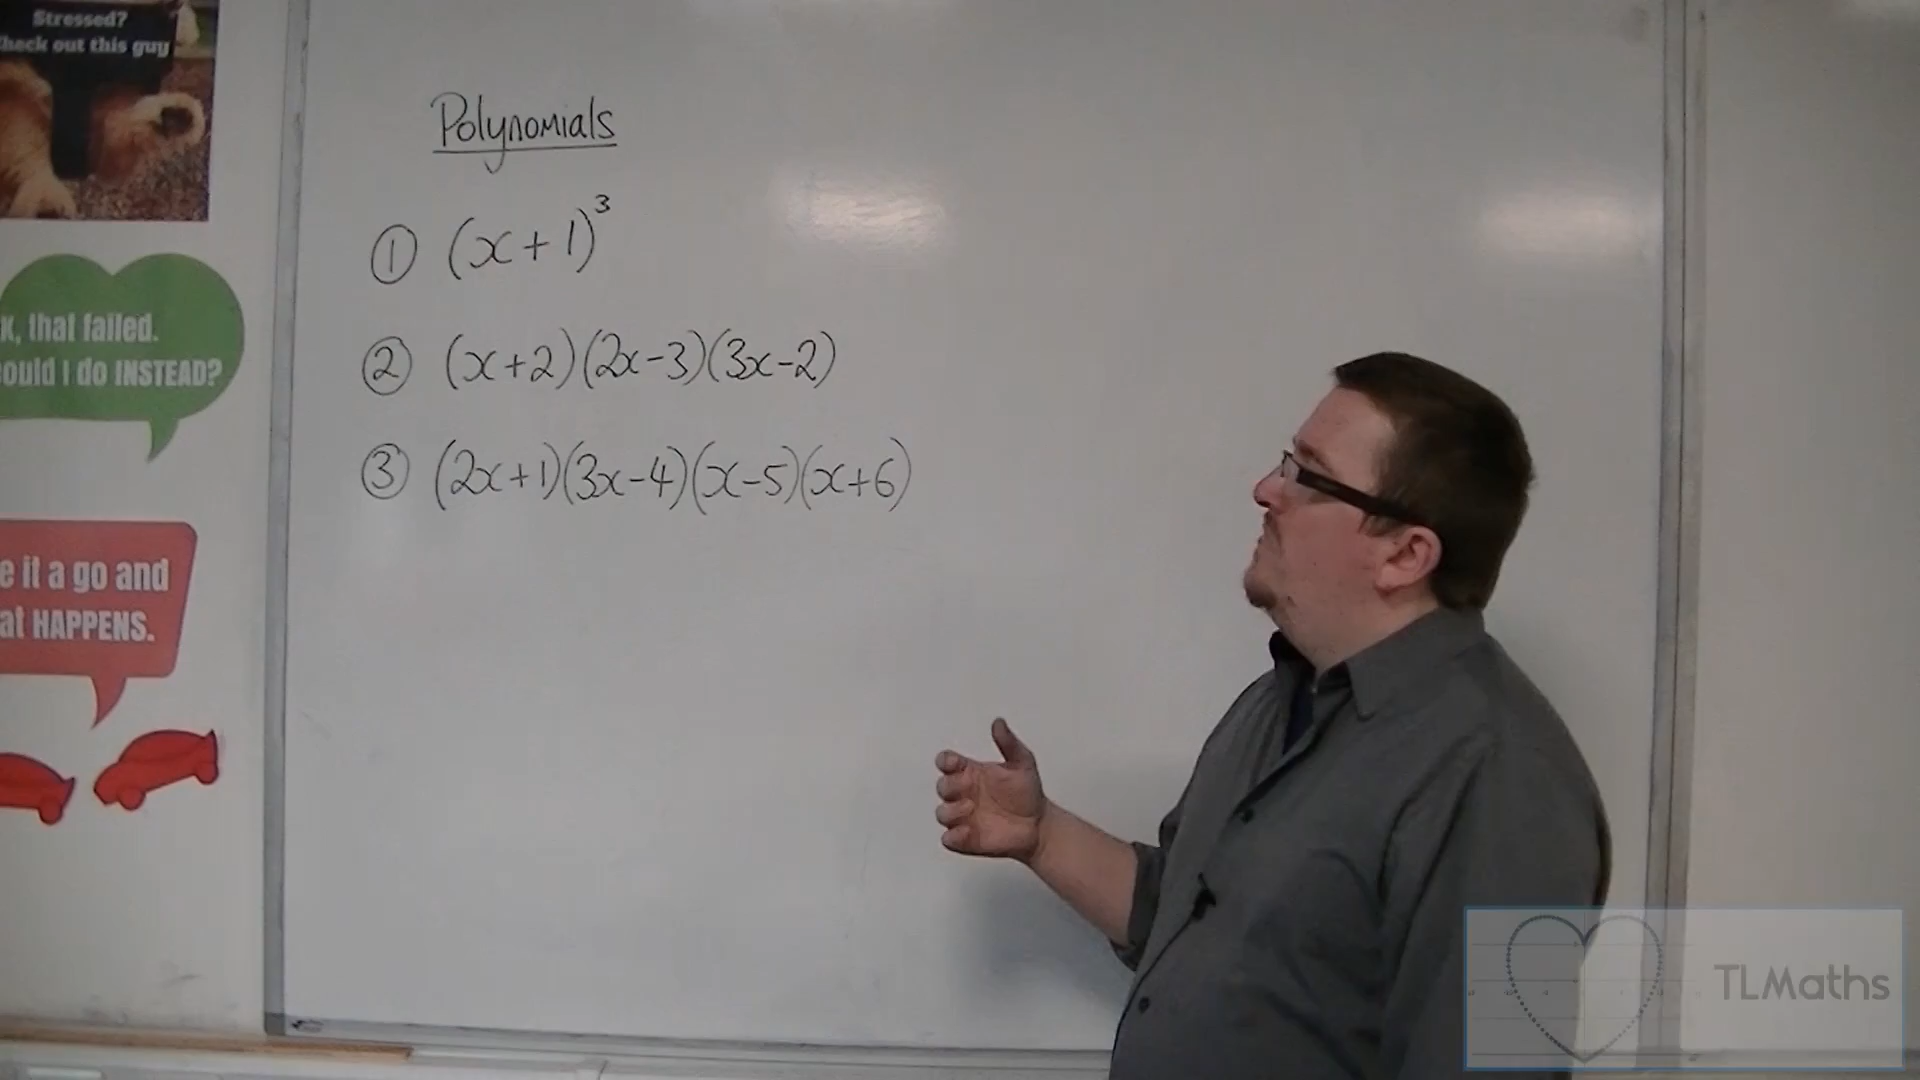 Stressed?
Check out this guy
Polynomials
① (x+1)³
② (x+2)(2x-3)(3x-2)
③ (2x+1)(3x-4)(x-5)(x+6)
, that failed.
ould I do INSTEAD?
e it a go and
at HAPPENS.
TLMaths